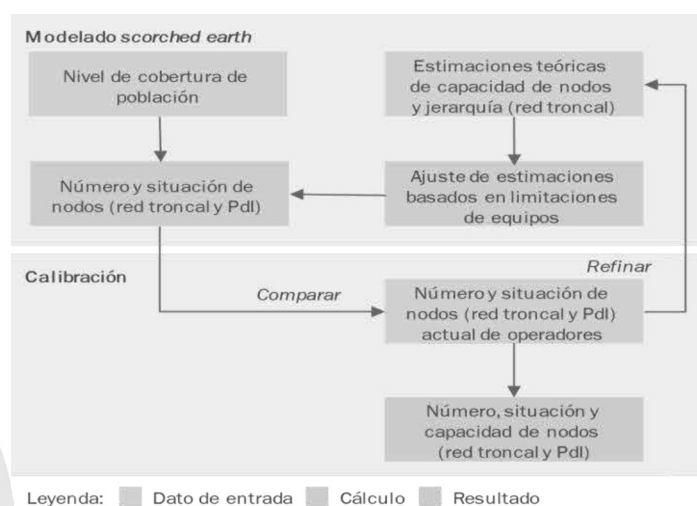 Modelado scorched earth
Nivel de cobertura de
población
Estimaciones teóricas
de capacidad de nodos
y jerarquía (red troncal)
Número y situación de
nodos (red troncal y PdI)
Ajuste de estimaciones
basados en limitaciones
de equipos
Calibración
Comparar
Refinar
Número y situación de
nodos (red troncal y PdI)
actual de operadores
Número, situación y
capacidad de nodos
(red troncal y PdI)
Leyenda: Dato de entrada Cálculo Resultado